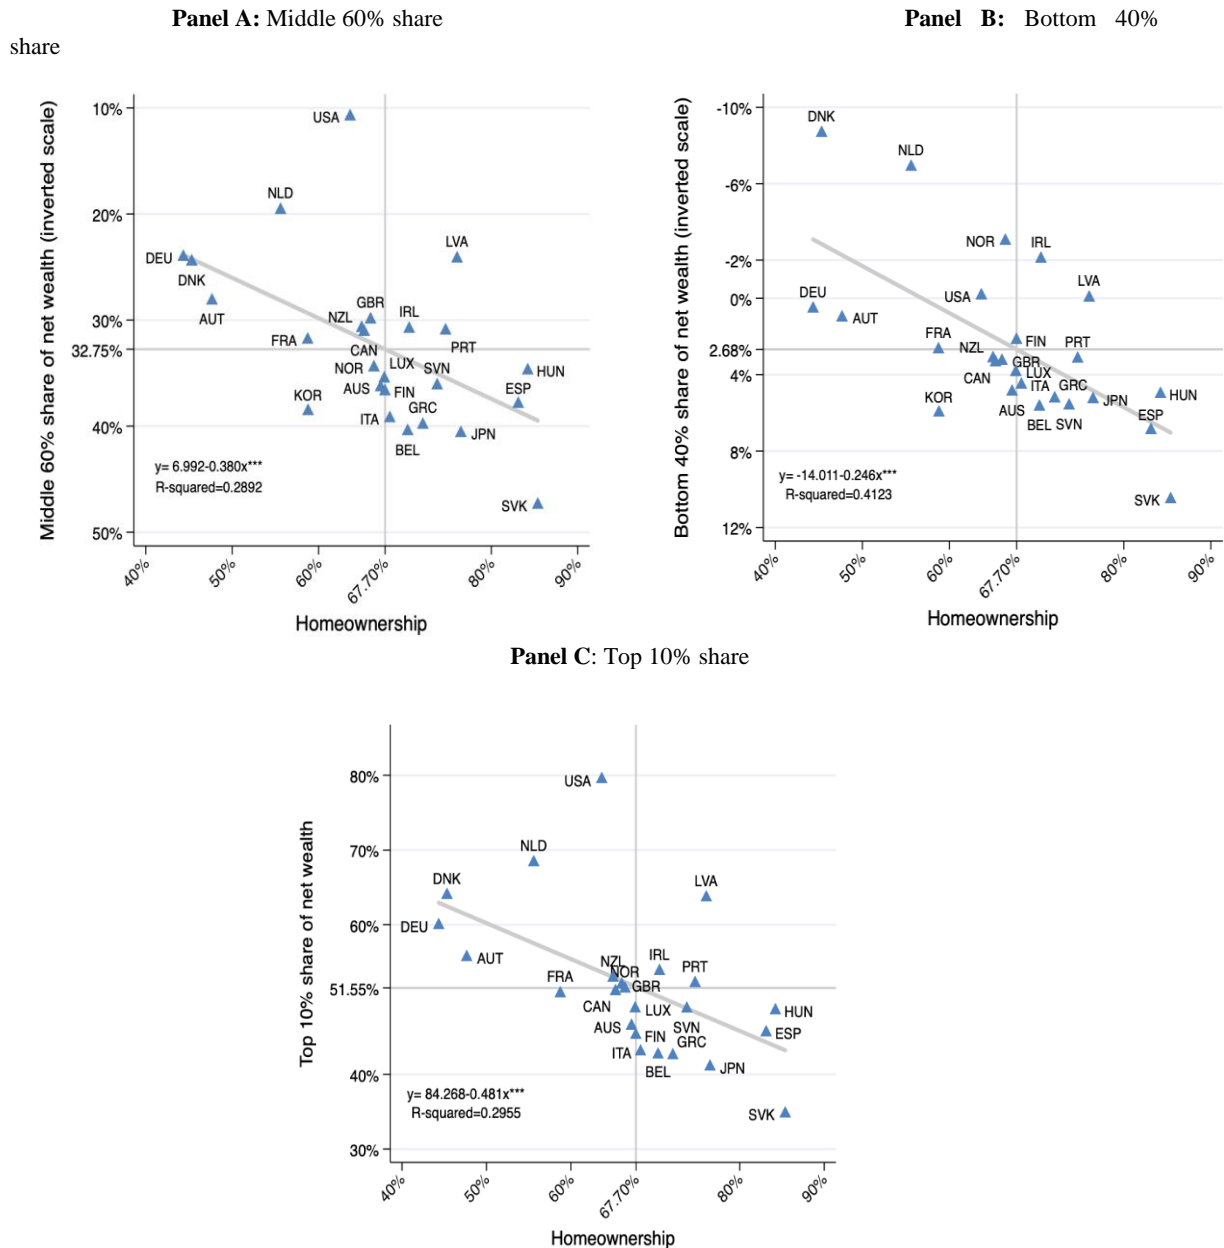 Panel A: Middle 60% share
Panel B: Bottom 40%
share
Middle 60% share of net wealth (inverted scale)
10%
20%
30%
32.75%
40%
50%
USA
NLD
LVA
DEU
DNK
AUT
GBR
NZL
IRL
FRA
CAN
PRT
NOR
LUX
SVN
HUN
AUS
FIN
ESP
KOR
ITA
GRC
BEL
JPN
SVK
y= 6.992-0.380x***
R-squared=0.2892
40%
50%
60%
67.70%
80%
90%
Homeownership
Bottom 40% share of net wealth (inverted scale)
-10%
-6%
-2%
0%
2.68%
4%
8%
12%
DNK
NLD
NOR
IRL
DEU
USA
LVA
AUT
FRA
NZL
FIN
PRT
GBR
CAN
LUX
KOR
ITA
GRC
HUN
AUS
JPN
BEL
SVN
ESP
SVK
y= -14.011-0.246x***
R-squared=0.4123
40%
50%
60%
67.70%
80%
90%
Homeownership
Panel C: Top 10% share
Top 10% share of net wealth
80%
70%
60%
51.55%
40%
30%
USA
NLD
DNK
LVA
DEU
AUT
NZL
IRL
FRA
NOR
PRT
GBR
CAN
LUX
HUN
AUS
FIN
SVN
ESP
ITA
GRC
BEL
JPN
SVK
y= 84.268-0.481x***
R-squared=0.2955
40%
50%
60%
67.70%
80%
90%
Homeownership